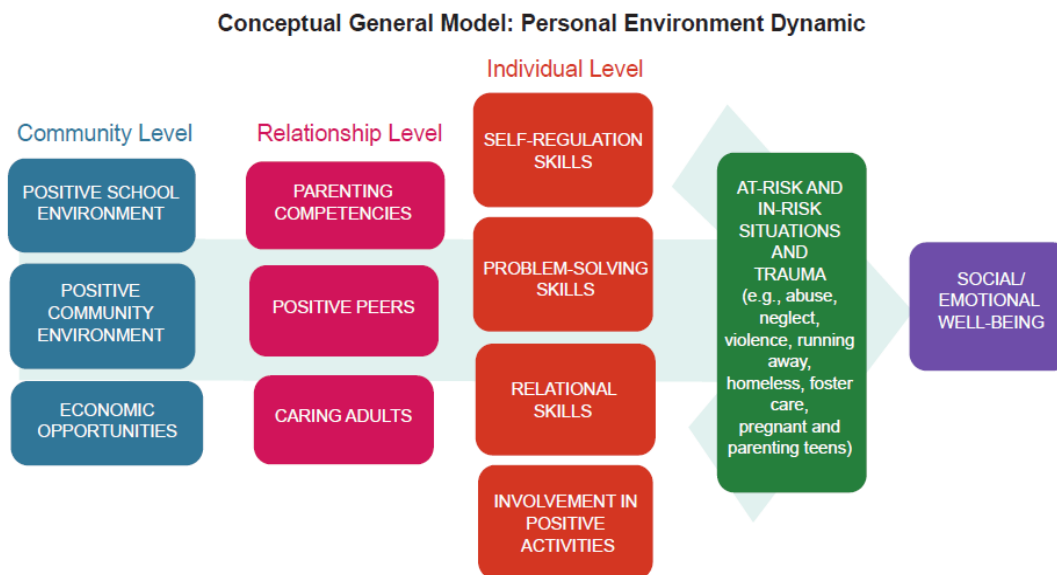 Conceptual General Model: Personal Environment Dynamic
Community Level
POSITIVE SCHOOL
ENVIRONMENT
POSITIVE
COMMUNITY
ENVIRONMENT
ECONOMIC
OPPORTUNITIES
Relationship Level
PARENTING
COMPETENCIES
POSITIVE PEERS
CARING ADULTS
Individual Level
SELF-REGULATION
SKILLS
PROBLEM-SOLVING
SKILLS
RELATIONAL
SKILLS
INVOLVEMENT IN
POSITIVE
ACTIVITIES
AT-RISK AND
IN-RISK
SITUATIONS
AND
TRAUMA
(e.g., abuse,
neglect,
violence, running
away,
homeless, foster
care,
pregnant and
parenting teens)
SOCIAL/
EMOTIONAL
WELL-BEING